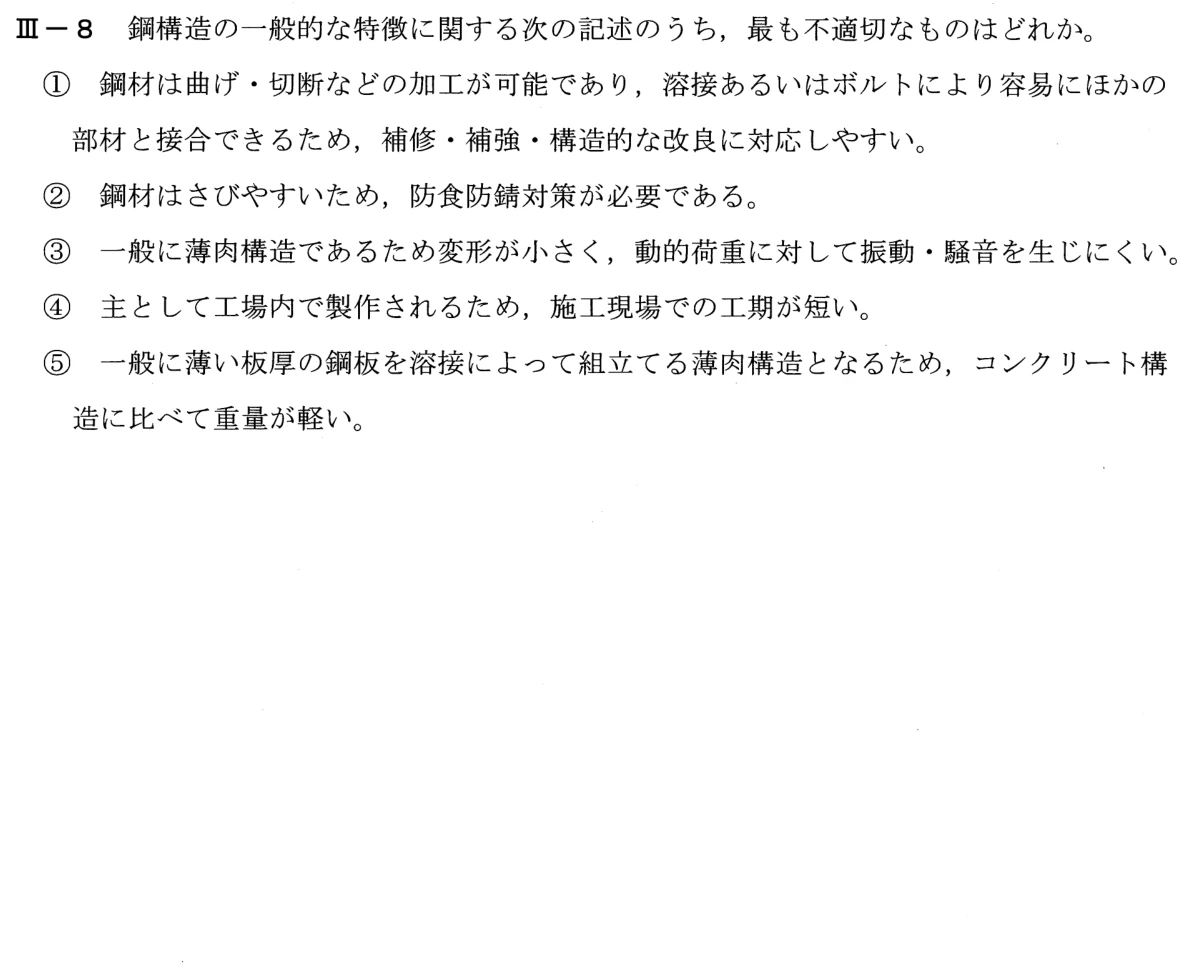 Ⅲ－８　鋼構造の一般的な特徴に関する次の記述のうち，最も不適切なものはどれか。
①　鋼材は曲げ・切断などの加工が可能であり，溶接あるいはボルトにより容易にほかの
部材と接合できるため，補修・補強・構造的な改良に対応しやすい。
②　鋼材はさびやすいため，防食防錆対策が必要である。
③　一般に薄肉構造であるため変形が小さく，動的荷重に対して振動・騒音を生じにくい。
④　主として工場内で製作されるため，施工現場での工期が短い。
⑤　一般に薄い板厚の鋼板を溶接によって組立てる薄肉構造となるため，コンクリート構
造に比べて重量が軽い。